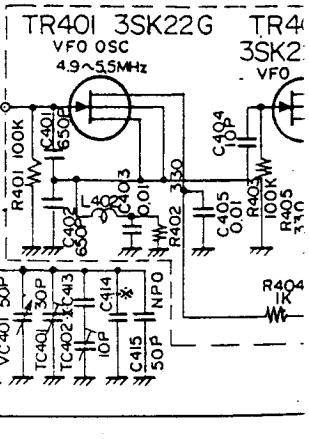 TR401 3SK22G
VFO OSC
4.9~5.5MHz
TR4
3SK2
VFO
R401 100K
C401
650P
C402
650P
L402
C403
0.01
R402
330
C404
10P
C405
0.01
R403
100K
R405
330
R404
1K
VC401 50P
TC401 30P
TC402
C413
10P
C414
*
C415
50P
NPO